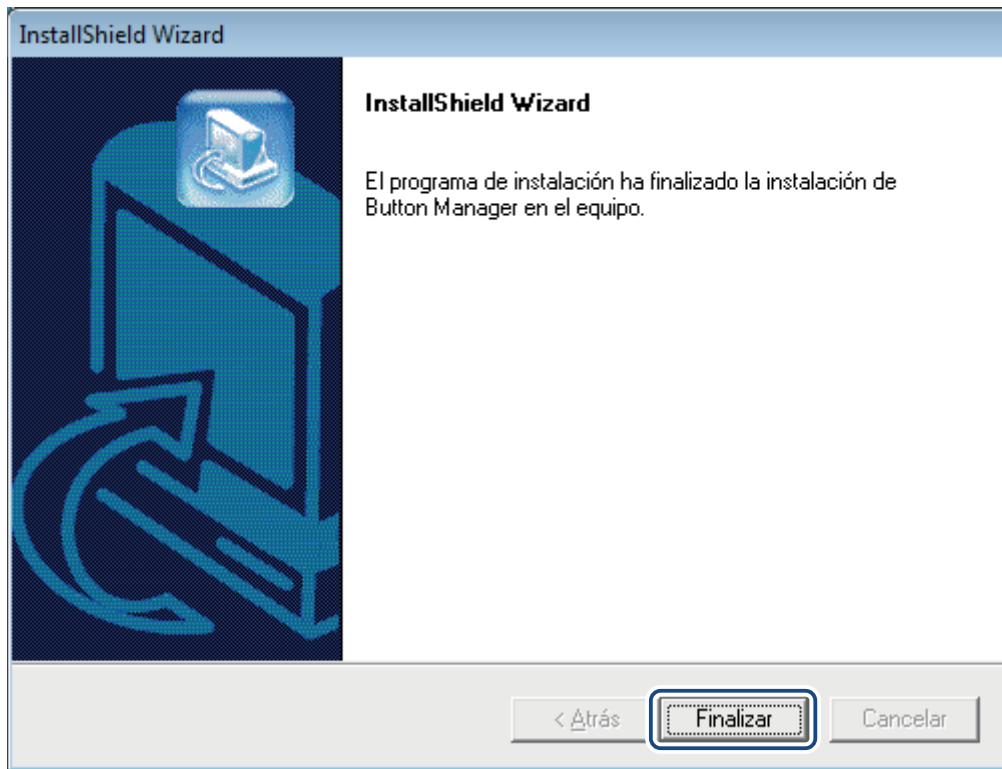 InstallShield Wizard
InstallShield Wizard
El programa de instalación ha finalizado la instalación de
Button Manager en el equipo.
< Atrás
Finalizar
Cancelar